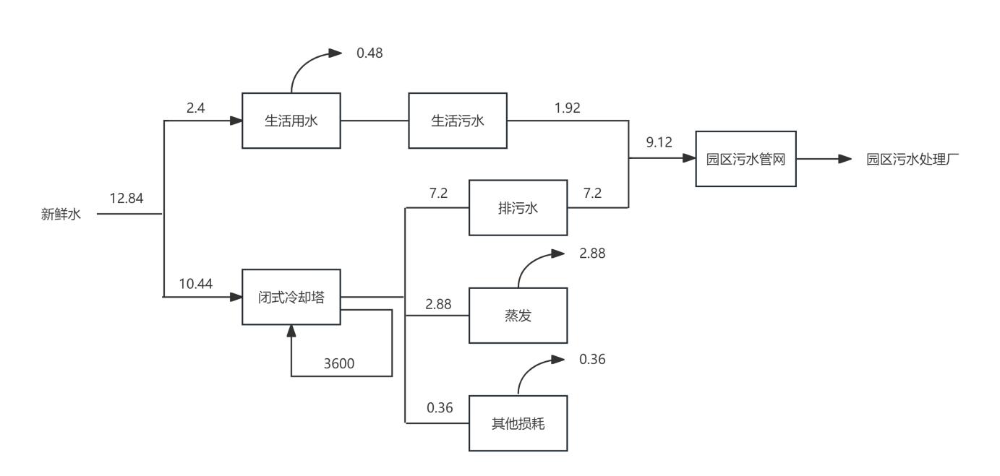 0.48
2.4
生活用水
生活污水
1.92
9.12
园区污水管网
园区污水处理厂
12.84
新鲜水
7.2
排污水
7.2
2.88
10.44
闭式冷却塔
2.88
蒸发
3600
0.36
0.36
其他损耗